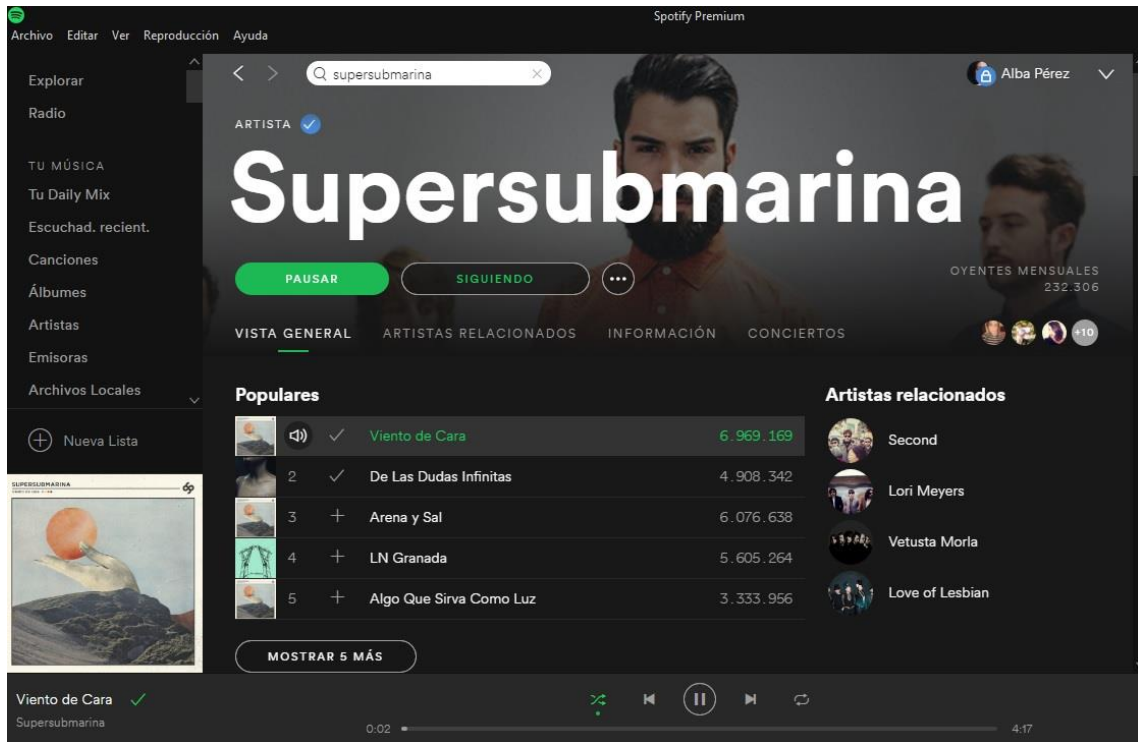 Spotify Premium
Archivo Editar Ver Reproducción Ayuda
Explorar
Radio
TU MÚSICA
Tu Daily Mix
Escuchad. recient.
Canciones
Álbumes
Artistas
Emisoras
Archivos Locales
Nueva Lista
SUPERSUBMARINA
supersubmarina
Alba Pérez
ARTISTA
Supersubmarina
PAUSAR SIGUIENDO
OYENTES MENSUALES
232.306
VISTA GENERAL ARTISTAS RELACIONADOS INFORMACIÓN CONCIERTOS
+10
Populares
Viento de Cara 6.969.169
2 De Las Dudas Infinitas 4.908.342
3 Arena y Sal 6.076.638
4 LN Granada 5.605.264
5 Algo Que Sirva Como Luz 3.333.956
MOSTRAR 5 MÁS
Artistas relacionados
Second
Lori Meyers
Vetusta Morla
Love of Lesbian
Viento de Cara
Supersubmarina
0:02 4:17